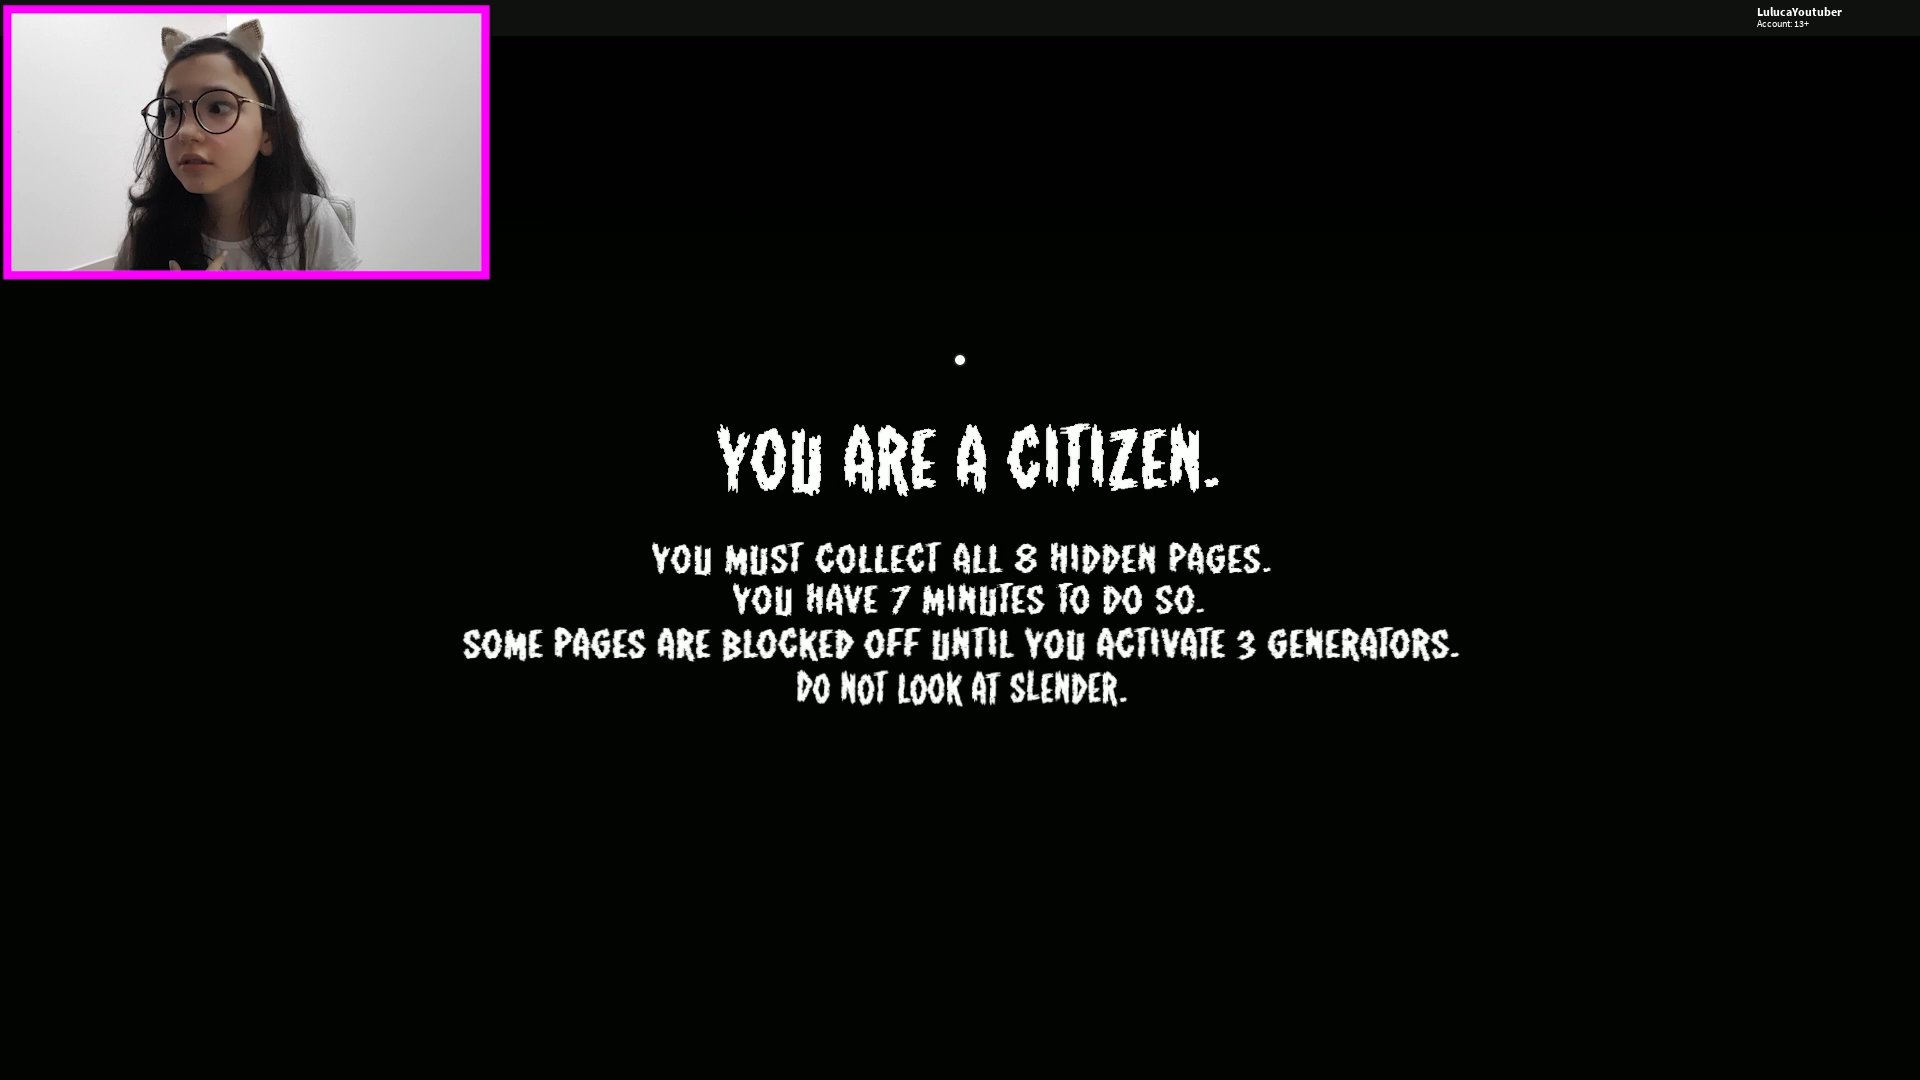 LulucaYoutuber
Account: 13+
YOU ARE A CITIZEN.
YOU MUST COLLECT ALL 8 HIDDEN PAGES.
YOU HAVE 7 MINUTES TO DO SO.
SOME PAGES ARE BLOCKED OFF UNTIL YOU ACTIVATE 3 GENERATORS.
DO NOT LOOK AT SLENDER.